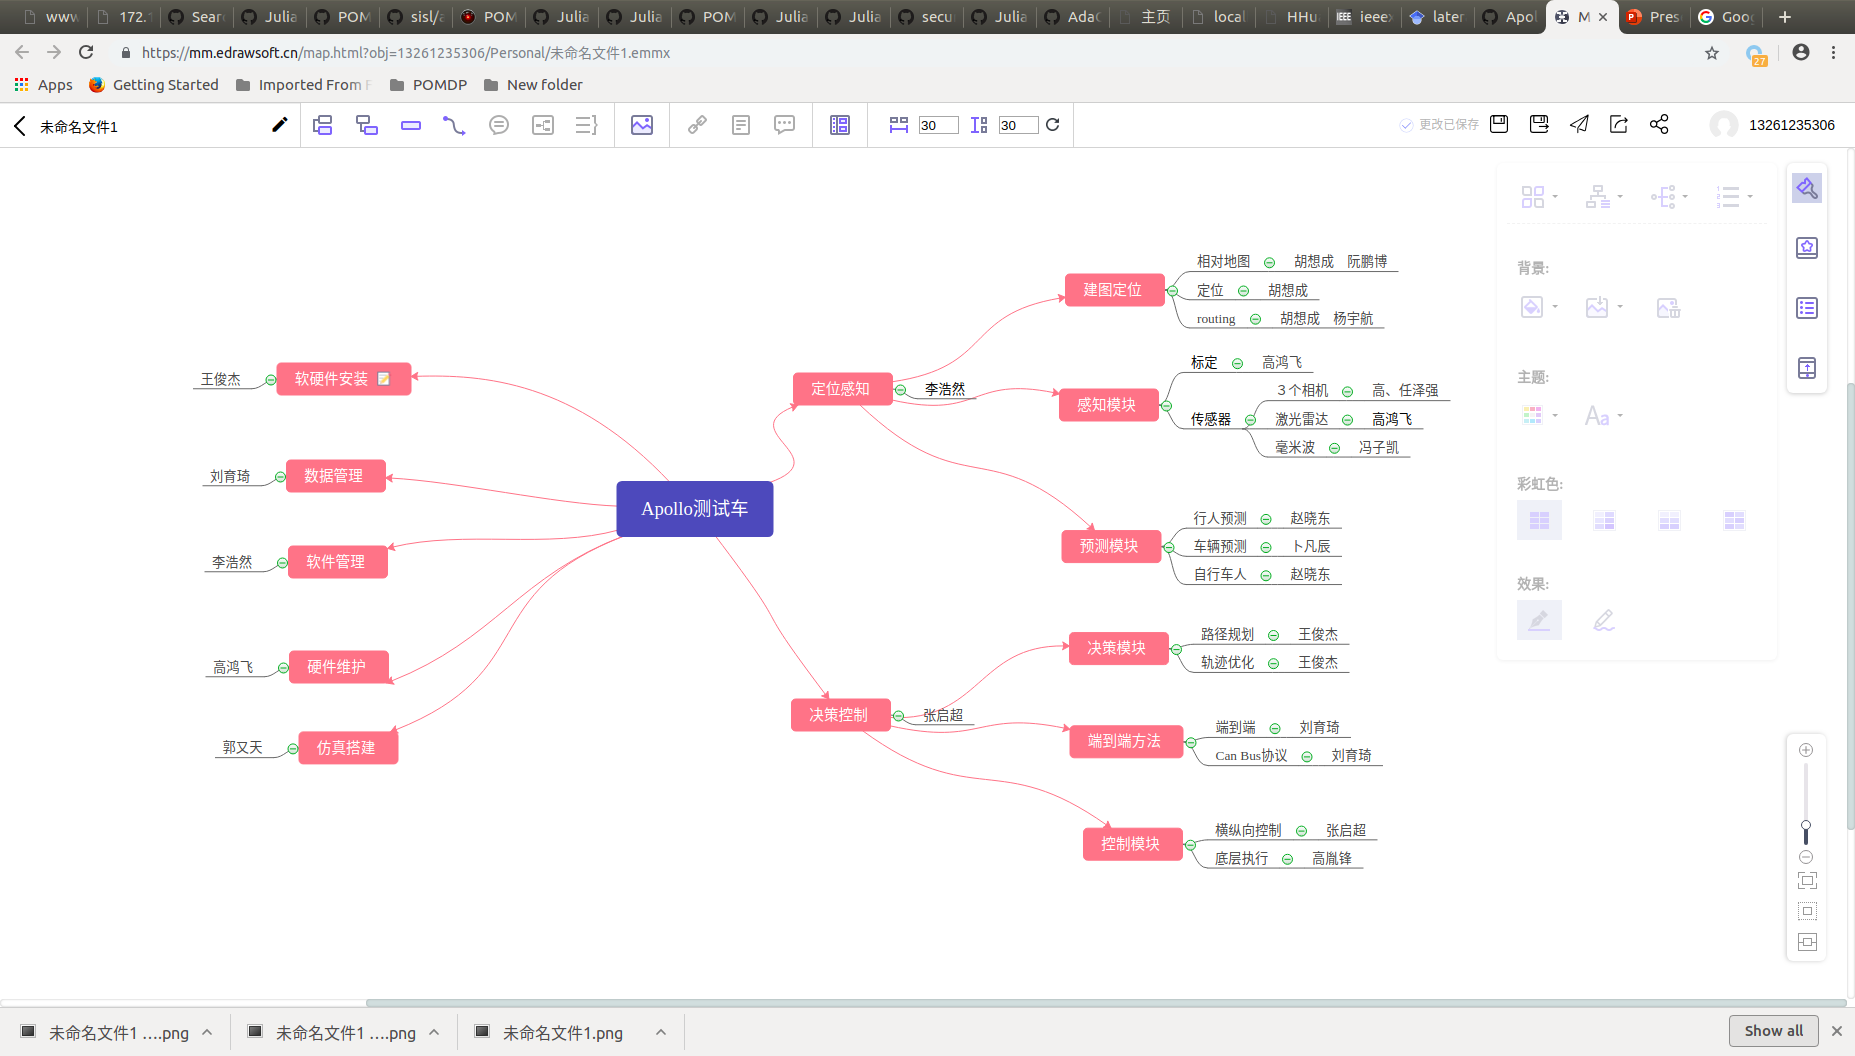 www
172.1
Sear
Julia
POM
sisl/a
POM
Julia
Julia
POM
Julia
Julia
secu
Julia
AdaC
主页
local
HHu
ieeex
later
Apol
M
Pres
Goog
https://mm.edrawsoft.cn/map.html?obj=13261235306/Personal/未命名文件1.emmx
27
Apps
Getting Started
Imported From F
POMDP
New folder
未命名文件1
30
30
更改已保存
13261235306
背景:
主题:
Aa
彩虹色:
效果:
Apollo测试车
软硬件安装
王俊杰
数据管理
刘育琦
软件管理
李浩然
硬件维护
高鸿飞
仿真搭建
郭又天
定位感知
李浩然
建图定位
相对地图
胡想成 阮鹏博
定位
胡想成
routing
胡想成 杨宇航
感知模块
标定
高鸿飞
传感器
3个相机
高、任泽强
激光雷达
高鸿飞
毫米波
冯子凯
预测模块
行人预测
赵晓东
车辆预测
卜凡辰
自行车人
赵晓东
决策控制
张启超
决策模块
路径规划
王俊杰
轨迹优化
王俊杰
端到端方法
端到端
刘育琦
Can Bus协议
刘育琦
控制模块
横纵向控制
张启超
底层执行
高胤锋
未命名文件1 ....png
未命名文件1 ....png
未命名文件1.png
Show all